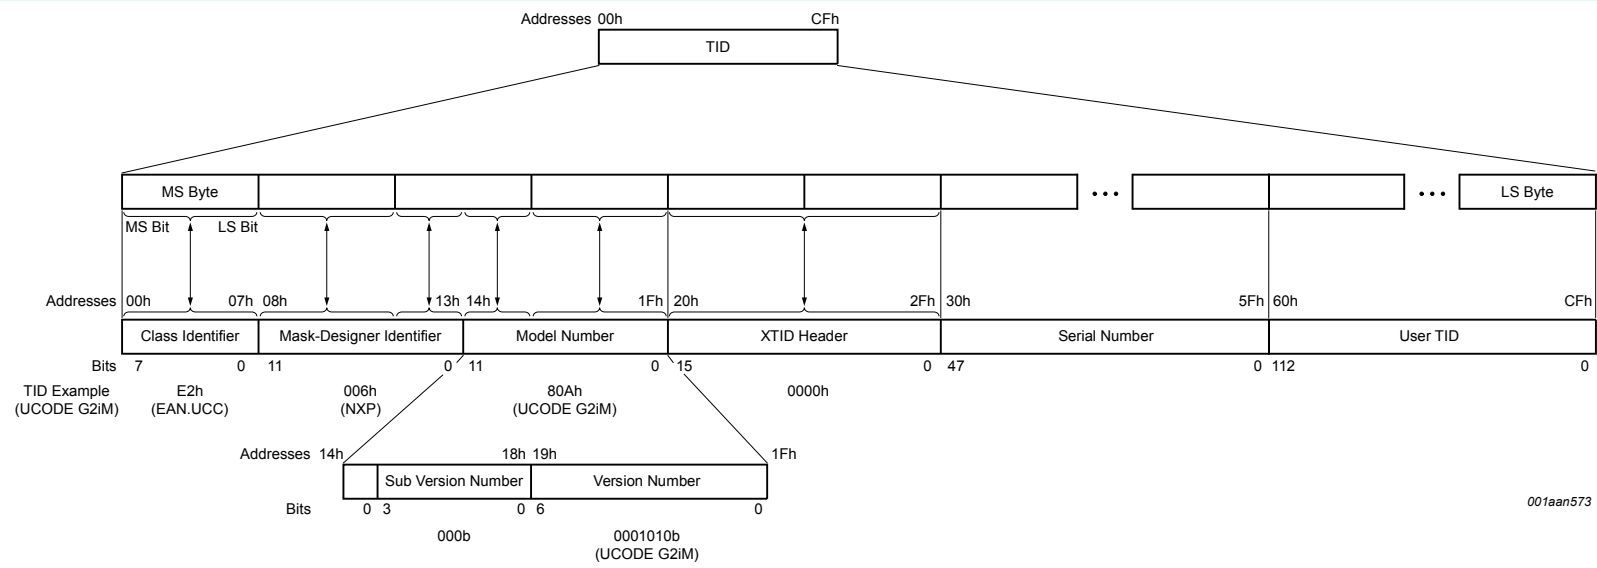 Addresses 00h CFh
TID
MS Byte ... ... LS Byte
MS Bit LS Bit
Addresses 00h 07h 08h 13h 14h 1Fh 20h 2Fh 30h 5Fh 60h CFh
Class Identifier Mask-Designer Identifier Model Number XTID Header Serial Number User TID
Bits 7 0 11 0 11 0 15 0 47 0 112 0
TID Example E2h 006h 80Ah 0000h
(UCODE G2iM) (EAN.UCC) (NXP) (UCODE G2iM)
Addresses 14h 18h 19h 1Fh
Sub Version Number Version Number
Bits 0 3 0 6 0
001aan573
000b 0001010b
(UCODE G2iM)